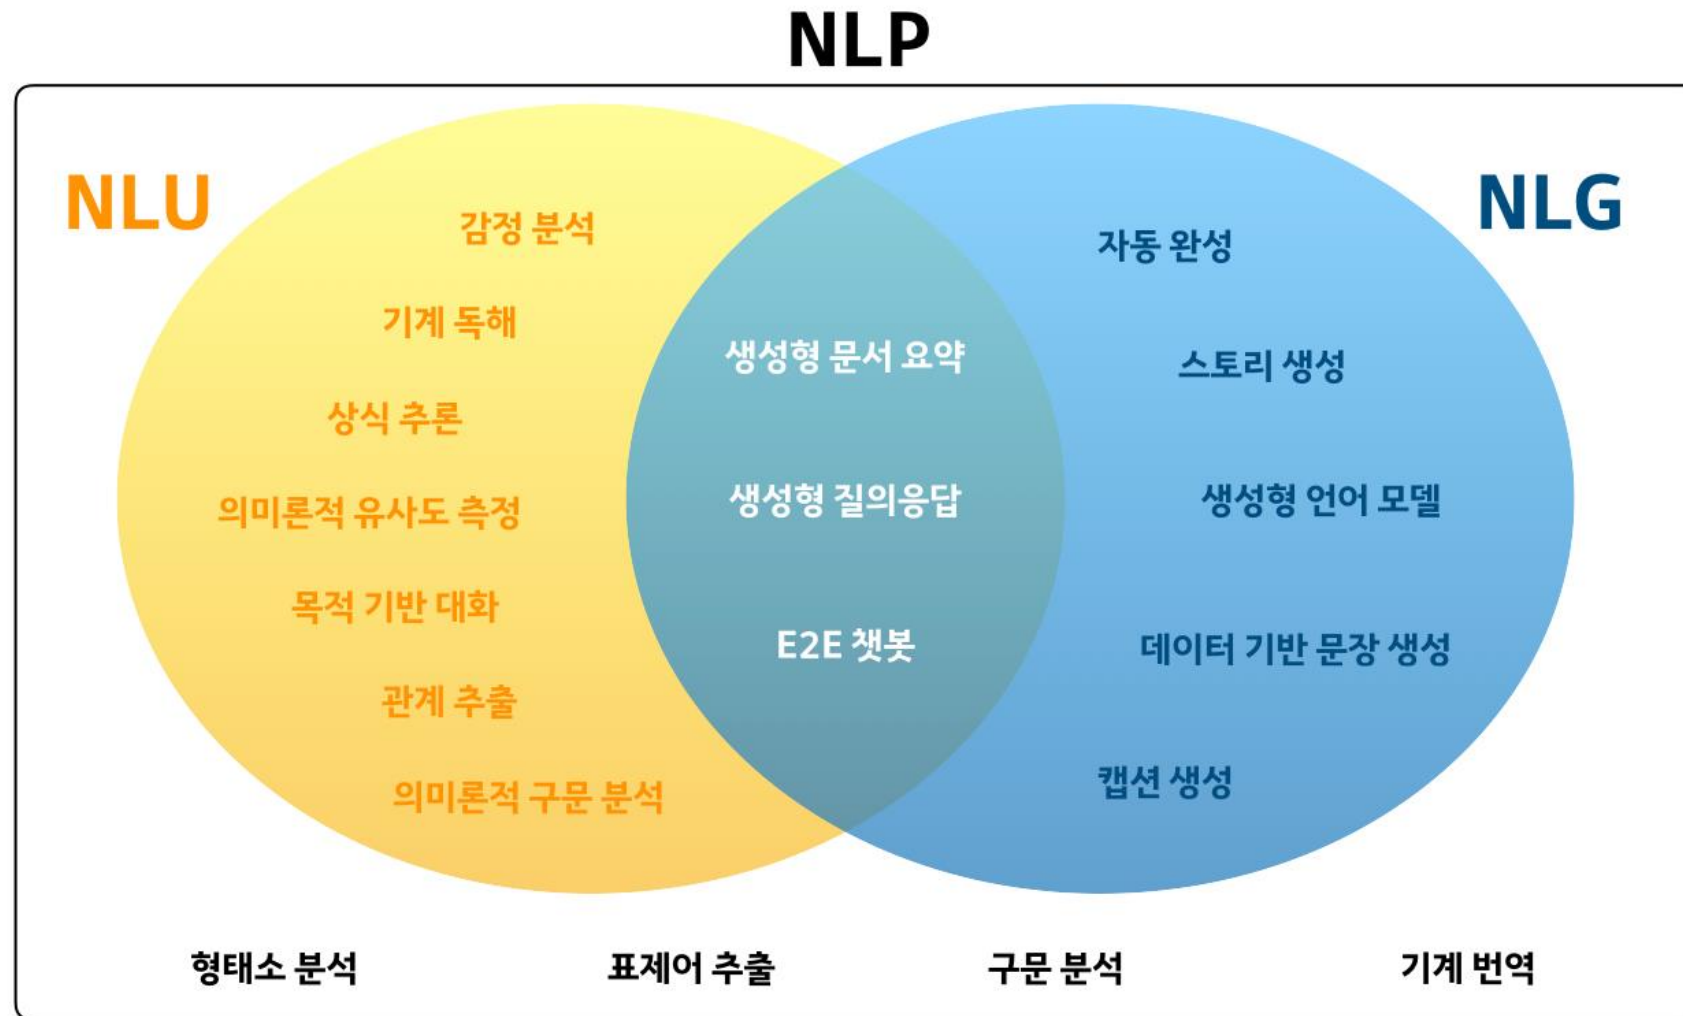 NLP
NLU
감정 분석
기계 독해
상식 추론
의미론적 유사도 측정
목적 기반 대화
관계 추출
의미론적 구문 분석
생성형 문서 요약
생성형 질의응답
E2E 챗봇
NLG
자동 완성
스토리 생성
생성형 언어 모델
데이터 기반 문장 생성
캡션 생성
형태소 분석
표제어 추출
구문 분석
기계 번역